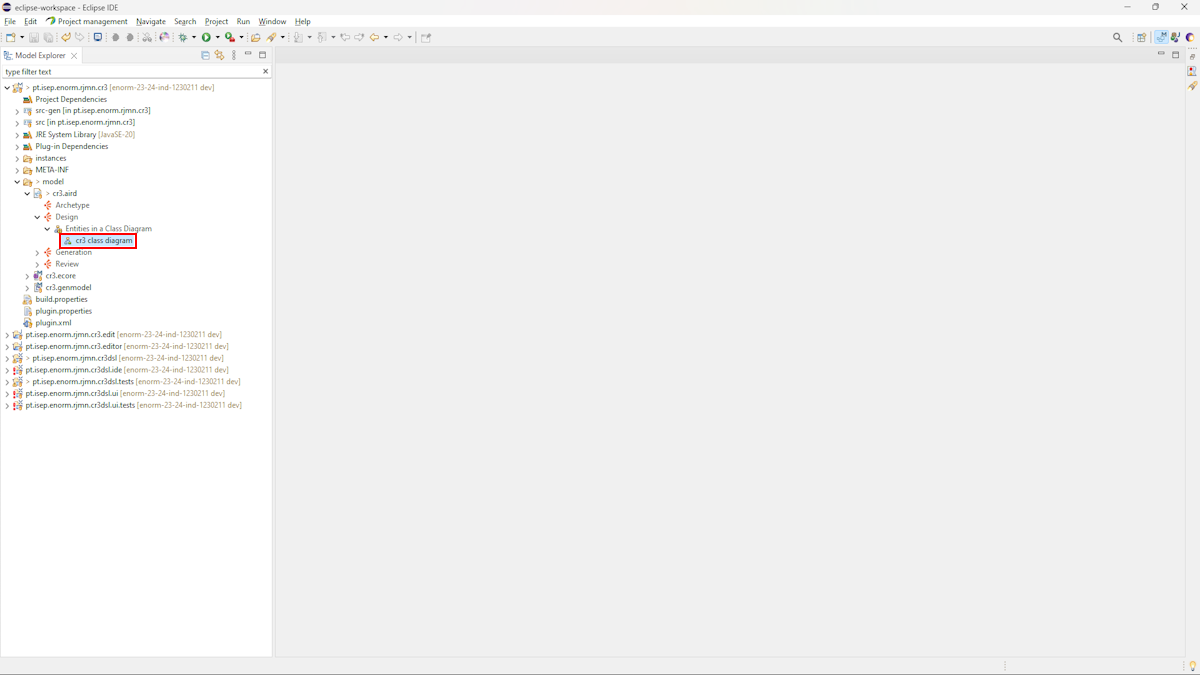 eclipse-workspace - Eclipse IDE
File Edit Project management Navigate Search Project Run Window Help
Model Explorer
type filter text
> pt.isep.enorm.rjmn.cr3 [enorm-23-24-ind-1230211 dev]
Project Dependencies
src-gen [in pt.isep.enorm.rjmn.cr3]
src [in pt.isep.enorm.rjmn.cr3]
JRE System Library [JavaSE-20]
Plug-in Dependencies
instances
META-INF
> model
> cr3.aird
Archetype
Design
Entities in a Class Diagram
cr3 class diagram
Generation
Review
cr3.ecore
cr3.genmodel
build.properties
plugin.properties
plugin.xml
pt.isep.enorm.rjmn.cr3.edit [enorm-23-24-ind-1230211 dev]
pt.isep.enorm.rjmn.cr3.editor [enorm-23-24-ind-1230211 dev]
> pt.isep.enorm.rjmn.cr3dsl [enorm-23-24-ind-1230211 dev]
pt.isep.enorm.rjmn.cr3dsl.ide [enorm-23-24-ind-1230211 dev]
> pt.isep.enorm.rjmn.cr3dsl.tests [enorm-23-24-ind-1230211 dev]
pt.isep.enorm.rjmn.cr3dsl.ui [enorm-23-24-ind-1230211 dev]
pt.isep.enorm.rjmn.cr3dsl.ui.tests [enorm-23-24-ind-1230211 dev]